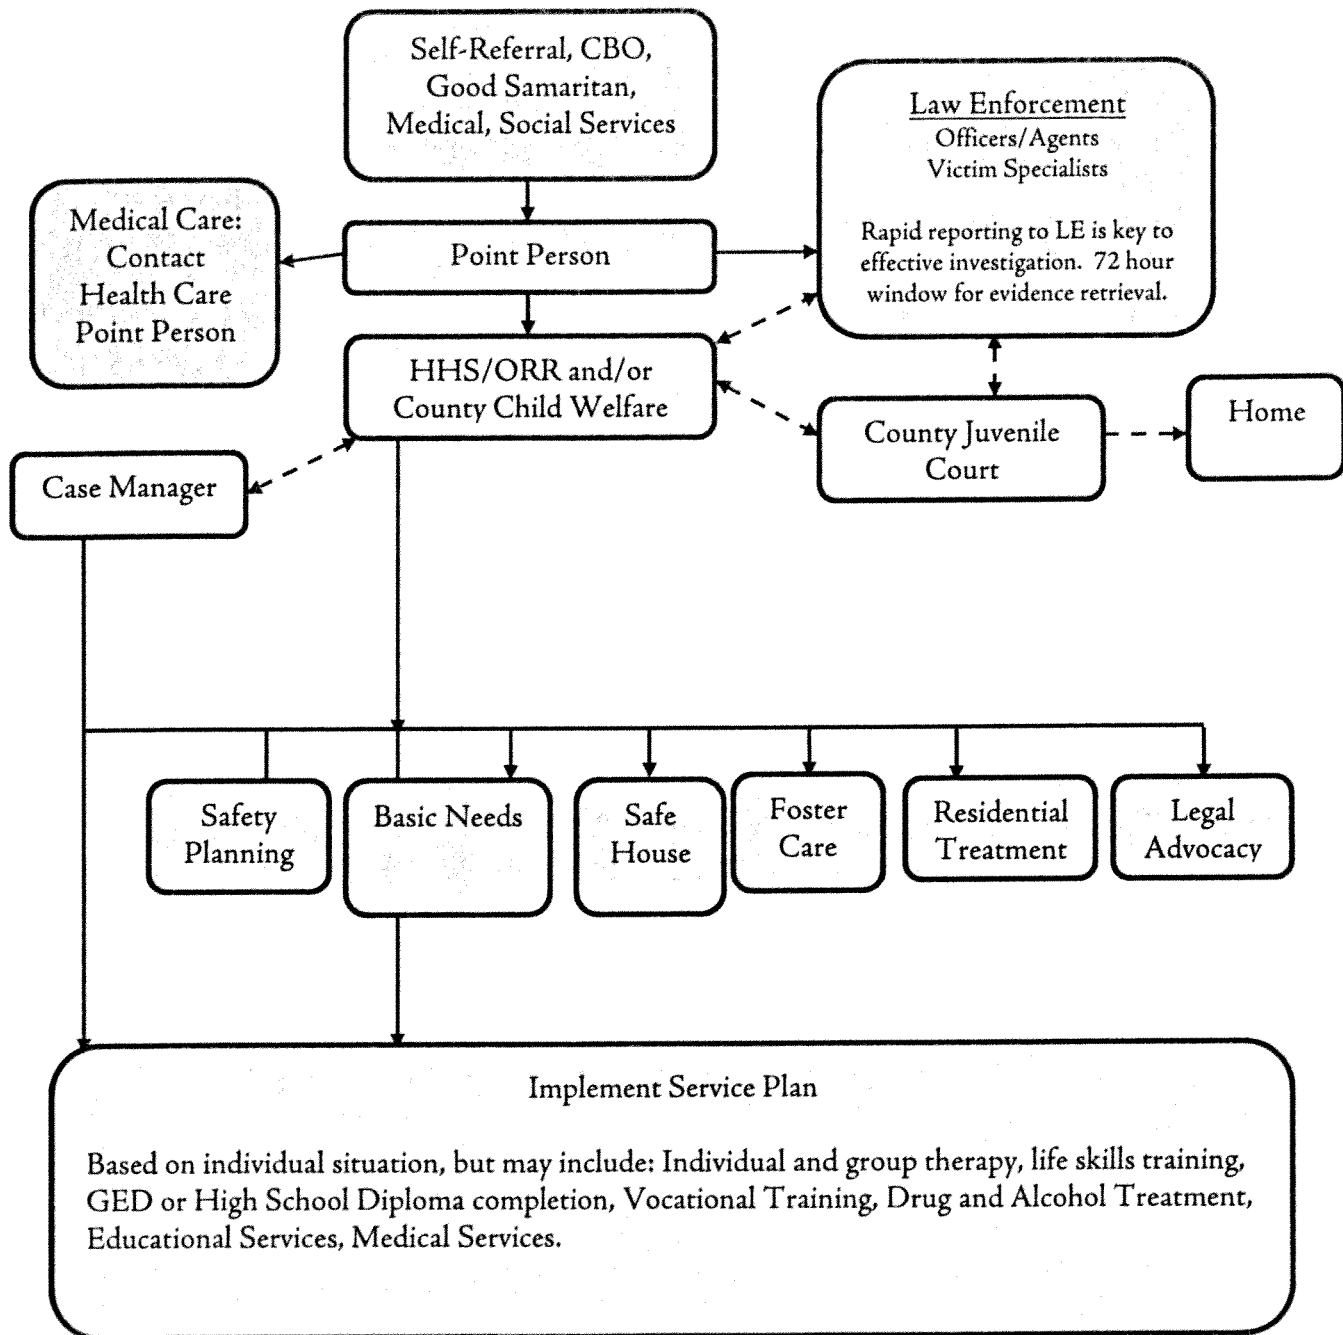 Self-Referral, CBO,
Good Samaritan,
Medical, Social Services
Law Enforcement
Officers/Agents
Victim Specialists
Rapid reporting to LE is key to
effective investigation. 72 hour
window for evidence retrieval.
Medical Care:
Contact
Health Care
Point Person
Point Person
HHS/ORR and/or
County Child Welfare
County Juvenile
Court
Home
Case Manager
Safety
Planning
Basic Needs
Safe
House
Foster
Care
Residential
Treatment
Legal
Advocacy
Implement Service Plan
Based on individual situation, but may include: Individual and group therapy, life skills training,
GED or High School Diploma completion, Vocational Training, Drug and Alcohol Treatment,
Educational Services, Medical Services.